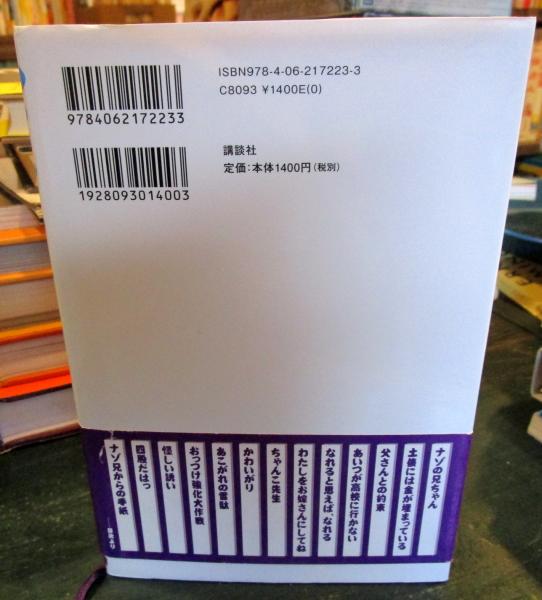 ISBN978-4-06-217223-3
C8093 ¥1400E(0)
9784062172233
講談社
定価：本体1400円（税別）
1928093014003
ナゾの兄ちゃん
土俵には金が埋まっている
父さんとの約束
あいつが高校に行かない
なれると思えば、なれる
わたしをお嫁さんにしてね
ちゃんこ先生
かわいがり
あこがれの雪駄
おっつけ強化大作戦
怪しい誘い
四股だほっ
ナゾ兄からの手紙